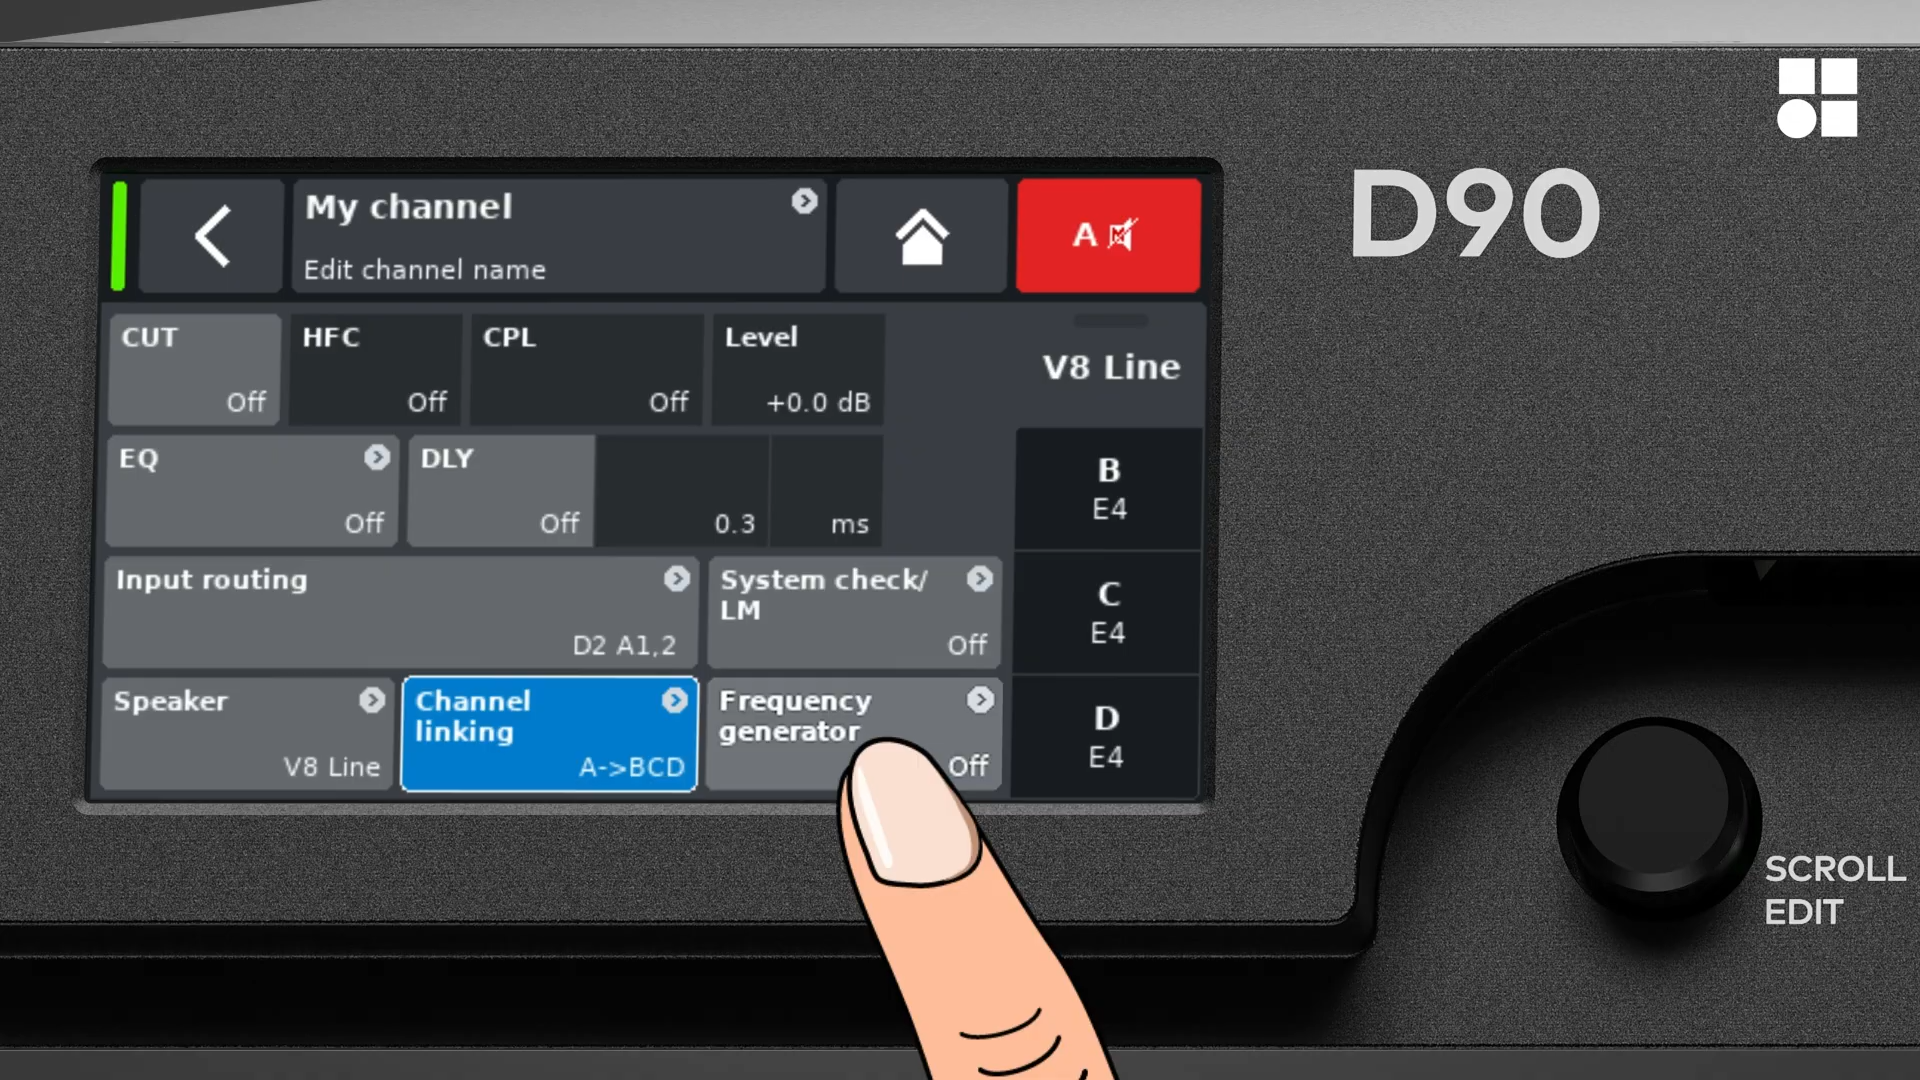 My channel
Edit channel name
A
CUT
Off
HFC
Off
CPL
Off
Level
+0.0 dB
V8 Line
EQ
Off
DLY
Off
0.3
ms
B
E4
Input routing
D2 A1,2
System check/
LM
Off
C
E4
Speaker
V8 Line
Channel
linking
A->BCD
Frequency
generator
Off
D
E4
D90
SCROLL
EDIT